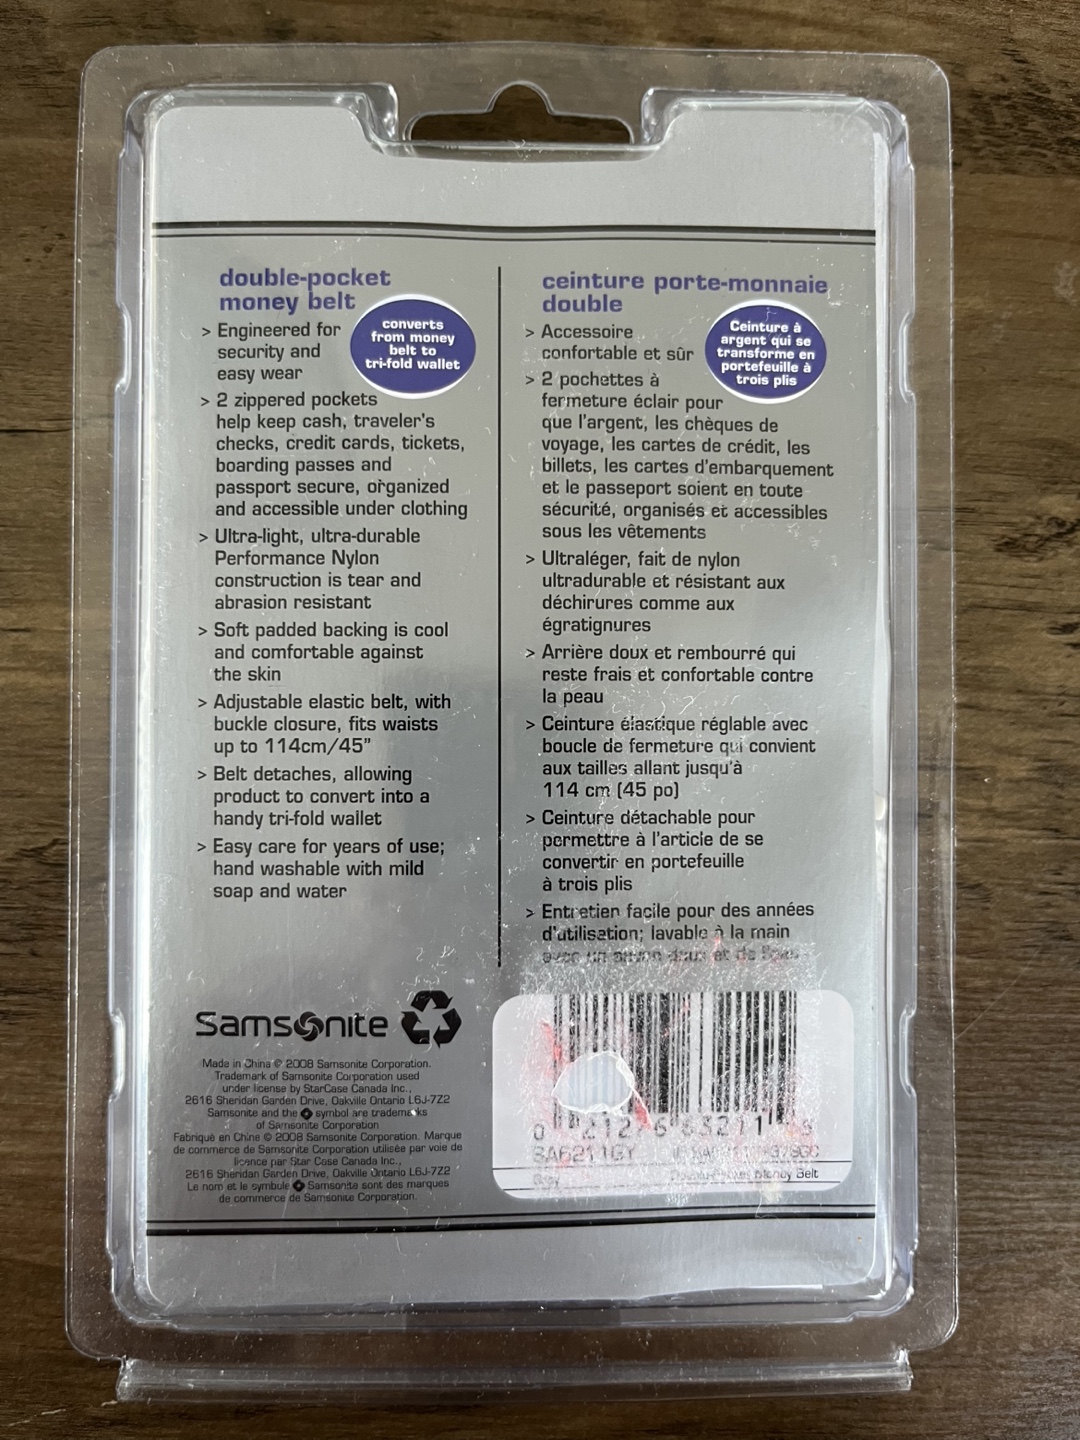 double-pocket
money belt
converts
from money
belt to
tri-fold wallet
> Engineered for
security and
easy wear
> 2 zippered pockets
help keep cash, traveler's
checks, credit cards, tickets,
boarding passes and
passport secure, organized
and accessible under clothing
> Ultra-light, ultra-durable
Performance Nylon
construction is tear and
abrasion resistant
> Soft padded backing is cool
and comfortable against
the skin
> Adjustable elastic belt, with
buckle closure, fits waists
up to 114cm/45"
> Belt detaches, allowing
product to convert into a
handy tri-fold wallet
> Easy care for years of use;
hand washable with mild
soap and water
ceinture porte-monnaie
double
Ceinture à
argent qui se
transforme en
portefeuille à
trois plis
> Accessoire
confortable et sûr
> 2 pochettes à
fermeture éclair pour
que l'argent, les chèques de
voyage, les cartes de crédit, les
billets, les cartes d'embarquement
et le passeport soient en toute
sécurité, organisés et accessibles
sous les vêtements
> Ultraléger, fait de nylon
ultradurable et résistant aux
déchirures comme aux
égratignures
> Arrière doux et rembourré qui
reste frais et confortable contre
la peau
> Ceinture élastique réglable avec
boucle de fermeture qui convient
aux tailles allant jusqu'à
114 cm (45 po)
> Ceinture détachable pour
permettre à l'article de se
convertir en portefeuille
à trois plis
> Entretien facile pour des années
d'utilisation; lavable à la main
avec un savon doux et de l'eau
Samsonite
Made in China © 2008 Samsonite Corporation.
Trademark of Samsonite Corporation used
under license by StarCase Canada Inc.,
2616 Sheridan Garden Drive, Oakville Ontario L6J-7Z2
Samsonite and the symbol are trademarks
of Samsonite Corporation
Fabriqué en Chine © 2008 Samsonite Corporation. Marque
de commerce de Samsonite Corporation utilisée par voie de
licence par Star Case Canada Inc.,
2616 Sheridan Garden Drive, Oakville Ontario L6J-7Z2
Le nom et le symbole Samsonite sont des marques
de commerce de Samsonite Corporation.
SA6211GY
Money Belt